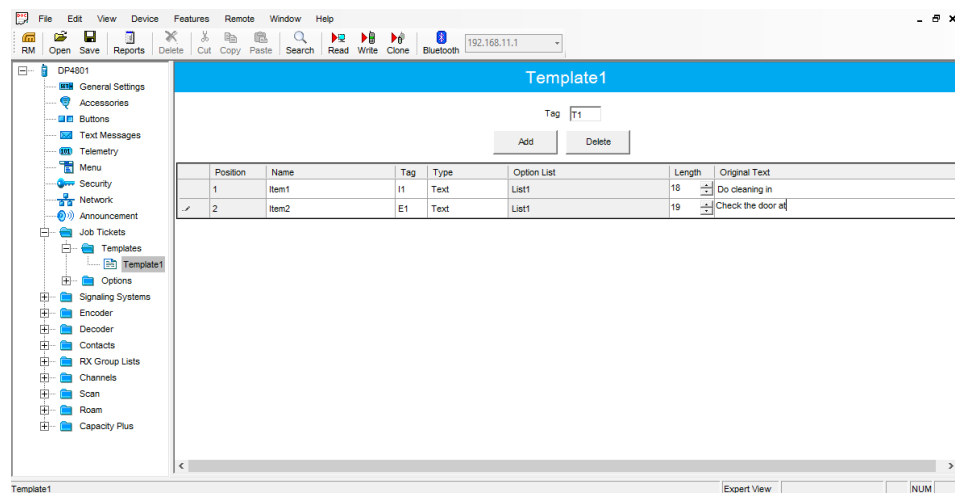 File Edit View Device Features Remote Window Help
RM Open Save Reports Delete Cut Copy Paste Search Read Write Clone Bluetooth 192.168.11.1
DP4801
General Settings
Accessories
Buttons
Text Messages
Telemetry
Menu
Security
Network
Announcement
Job Tickets
Templates
Template1
Options
Signaling Systems
Encoder
Decoder
Contacts
RX Group Lists
Channels
Scan
Roam
Capacity Plus
Template1
Tag T1
Add Delete
Position Name Tag Type Option List Length Original Text
1 Item1 I1 Text List1 18 Do cleaning in
2 Item2 E1 Text List1 19 Check the door at
Template1 Expert View NUM